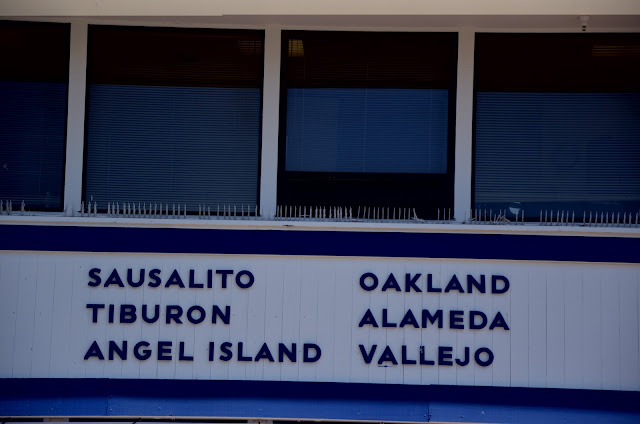 SAUSALITO
TIBURON
ANGEL ISLAND
OAKLAND
ALAMEDA
VALLEJO